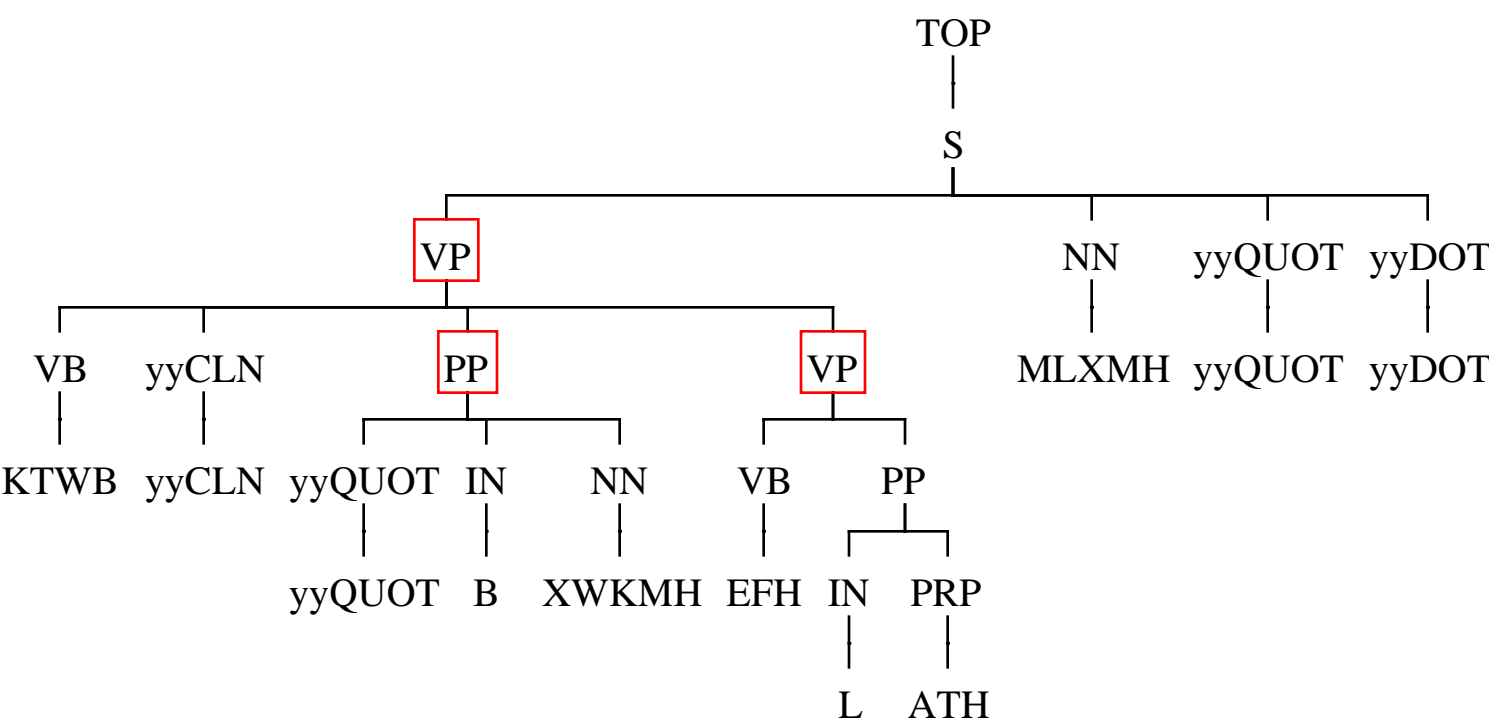 TOP
S
VP NN yyQUOT yyDOT
VB yyCLN PP VP MLXMH yyQUOT yyDOT
KTWB yyCLN yyQUOT IN NN VB PP
yyQUOT B XWKMH EFH IN PRP
L ATH